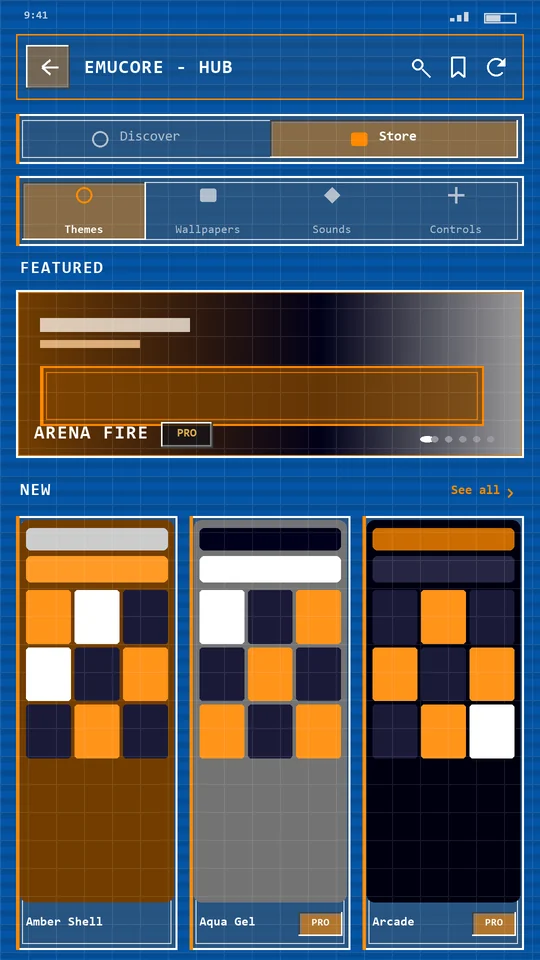 9:41
EMUCORE - HUB
Discover
Store
Themes
Wallpapers
Sounds
Controls
FEATURED
ARENA FIRE
PRO
NEW
See all
Amber Shell
Aqua Gel
PRO
Arcade
PRO